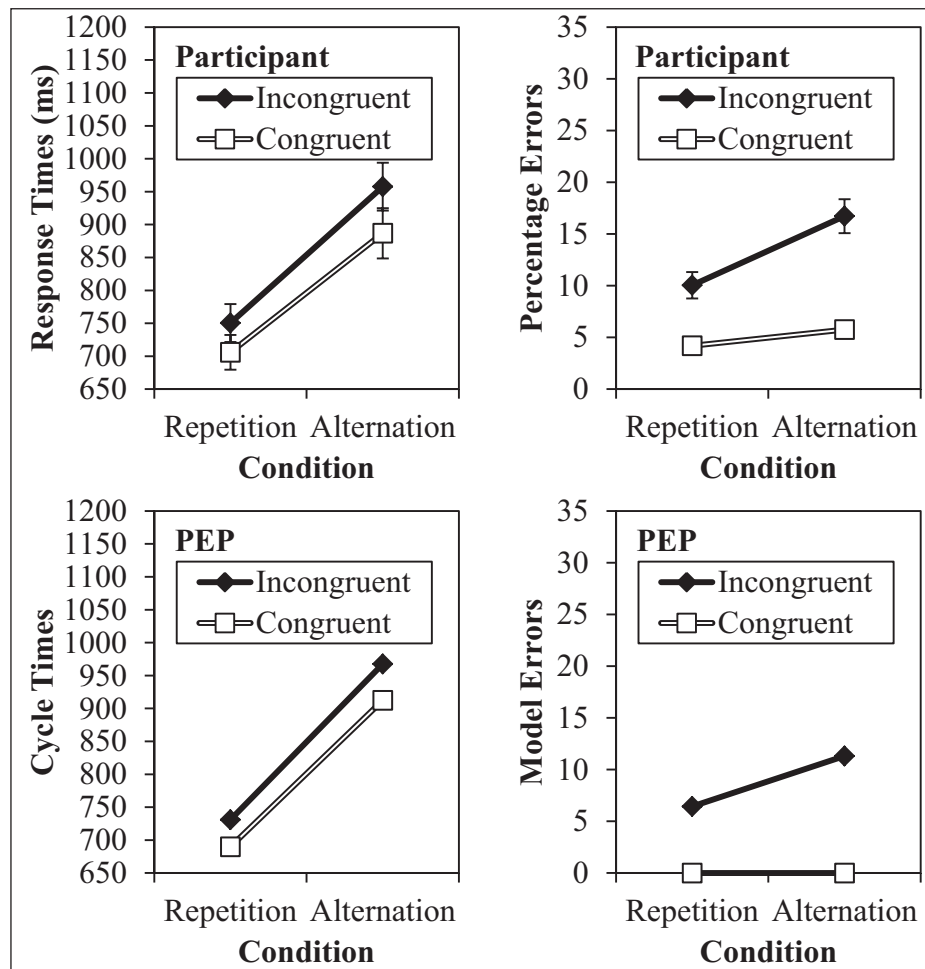 Participant
Incongruent
Congruent
Response Times (ms)
1200
1150
1100
1050
1000
950
900
850
800
750
700
650
Repetition Alternation
Condition
Participant
Incongruent
Congruent
Percentage Errors
35
30
25
20
15
10
5
0
Repetition Alternation
Condition
PEP
Incongruent
Congruent
Cycle Times
1200
1150
1100
1050
1000
950
900
850
800
750
700
650
Repetition Alternation
Condition
PEP
Incongruent
Congruent
Model Errors
35
30
25
20
15
10
5
0
Repetition Alternation
Condition